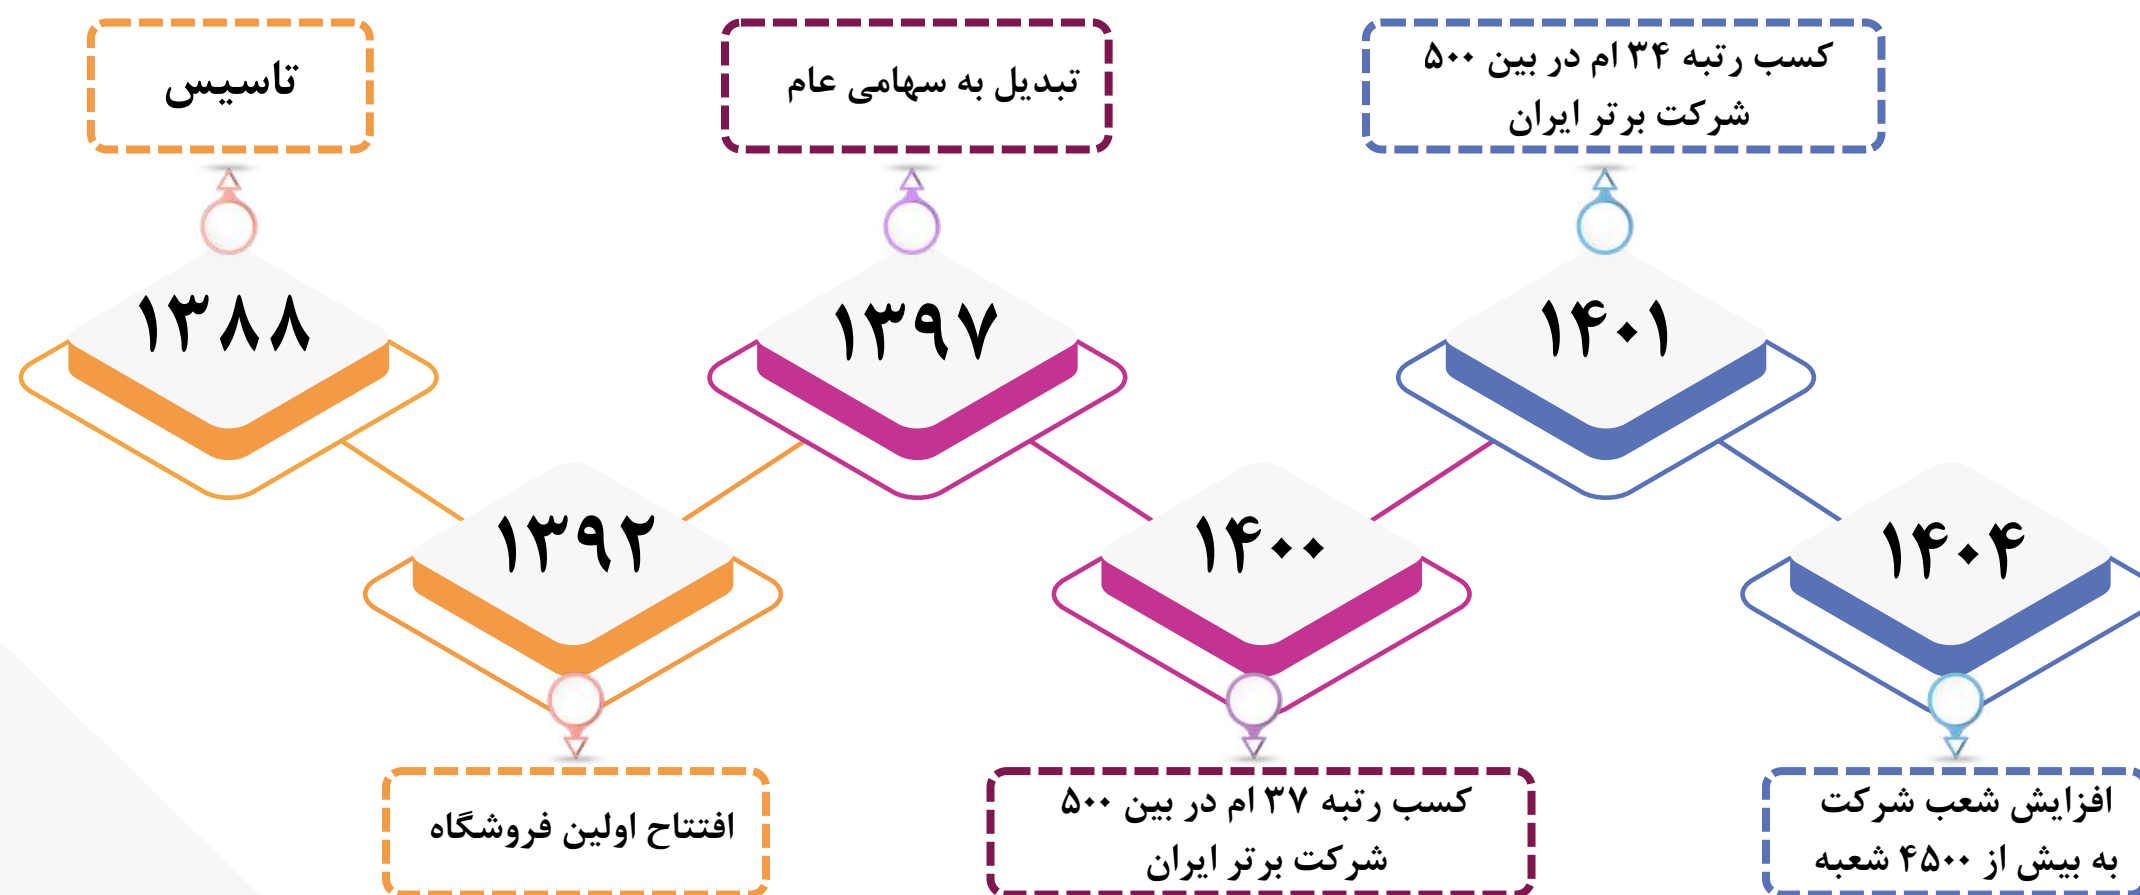 تاسیس
۱۳۸۸
۱۳۹۲
افتتاح اولین فروشگاه
تبدیل به سهامی عام
۱۳۹۷
۱۴۰۰
کسب رتبه ۳۷ ام در بین ۵۰۰
شرکت برتر ایران
کسب رتبه ۳۴ ام در بین ۵۰۰
شرکت برتر ایران
۱۴۰۱
۱۴۰۴
افزایش شعب شرکت
به بیش از ۴۵۰۰ شعبه